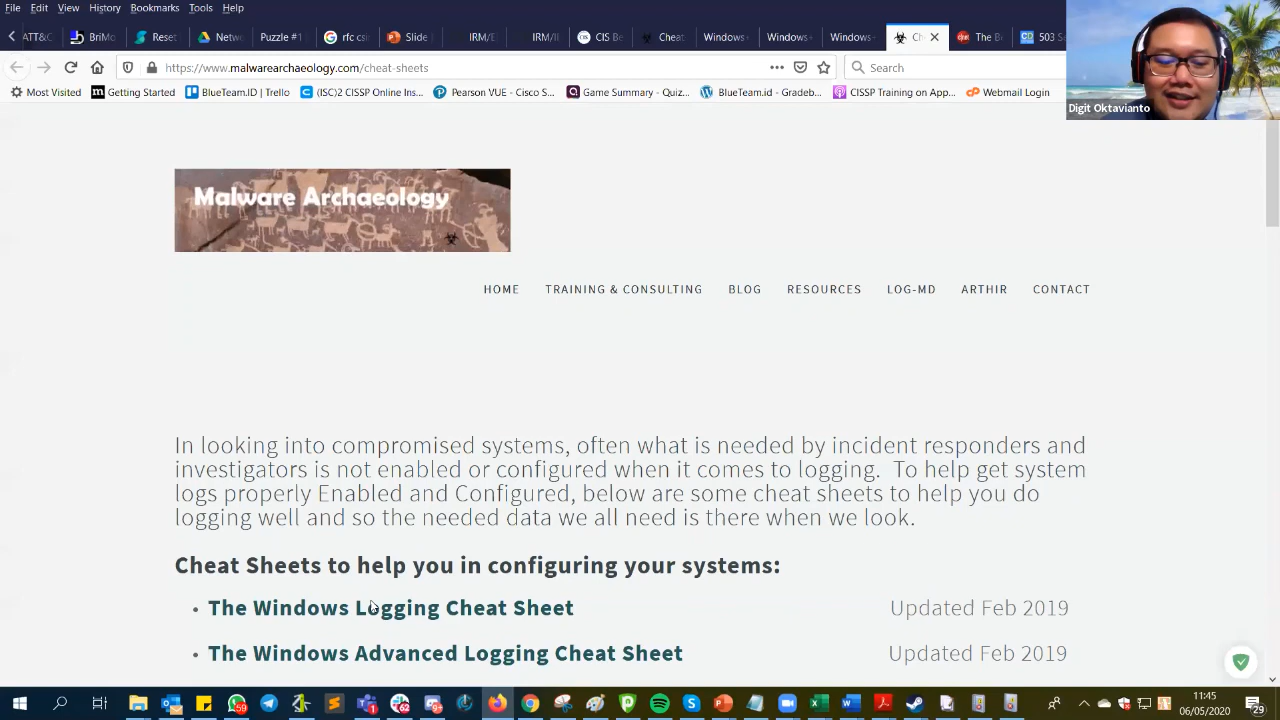 File Edit View History Bookmarks Tools Help
ATT&C BriMo Reset Netw Puzzle #1 rfc csir Slide IRM/E IRM/IF CIS Be Cheat Windows Windows Windows Ch The B 503 S
https://www.malwarearchaeology.com/cheat-sheets
Search
Most Visited Getting Started BlueTeam.ID | Trello (ISC)2 CISSP Online Ins... Pearson VUE - Cisco S... Game Summary - Quiz... BlueTeam.id - Gradeb... CISSP Training on App... Webmail Login
Digit Oktavianto
Malware Archaeology
HOME TRAINING & CONSULTING BLOG RESOURCES LOG-MD ARTHIR CONTACT
In looking into compromised systems, often what is needed by incident responders and
investigators is not enabled or configured when it comes to logging. To help get system
logs properly Enabled and Configured, below are some cheat sheets to help you do
logging well and so the needed data we all need is there when we look.
Cheat Sheets to help you in configuring your systems:
• The Windows Logging Cheat Sheet Updated Feb 2019
• The Windows Advanced Logging Cheat Sheet Updated Feb 2019
11:45
06/05/2020
29